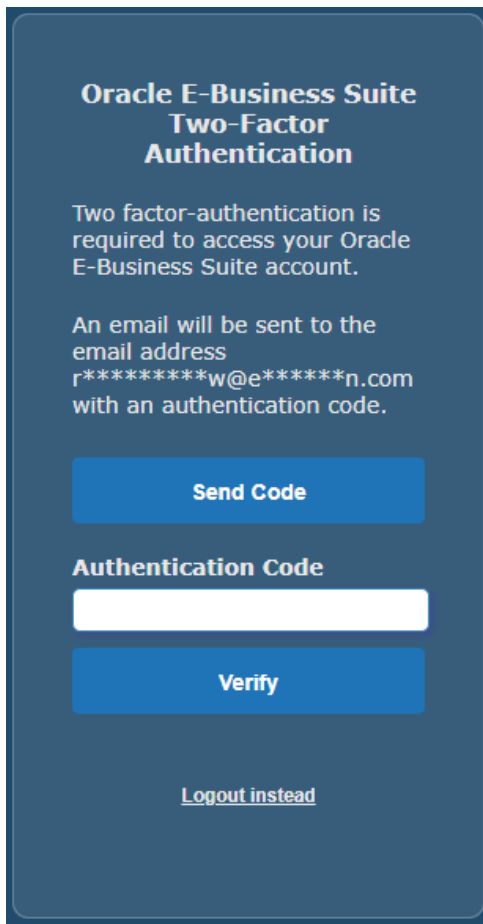 Oracle E-Business Suite
Two-Factor
Authentication
Two factor-authentication is
required to access your Oracle
E-Business Suite account.
An email will be sent to the
email address
r*********w@e******n.com
with an authentication code.
Send Code
Authentication Code
Verify
Logout instead